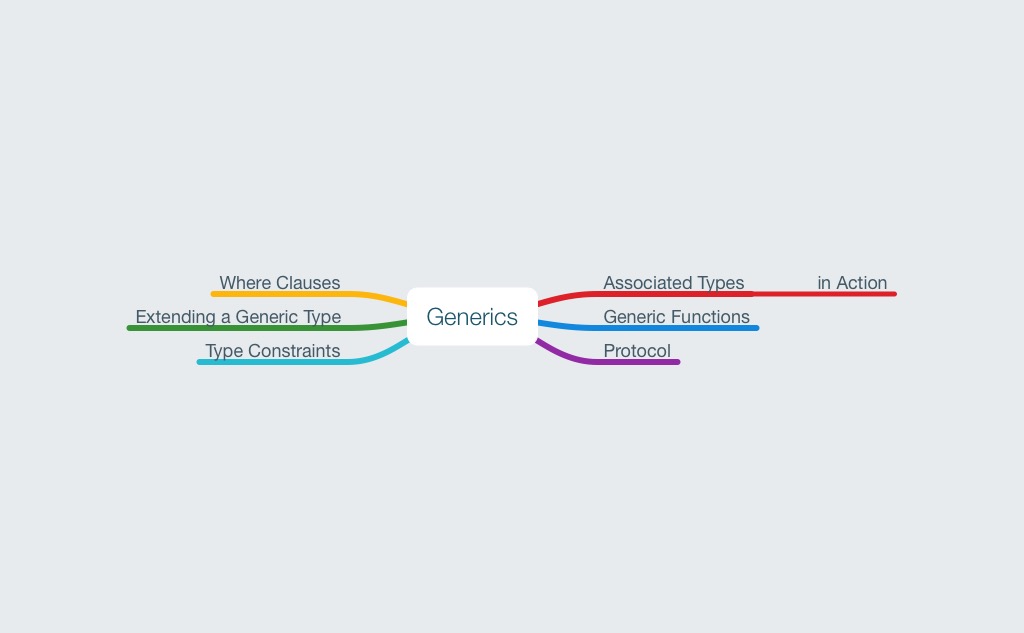 Where Clauses
Extending a Generic Type
Type Constraints
Generics
Associated Types
in Action
Generic Functions
Protocol